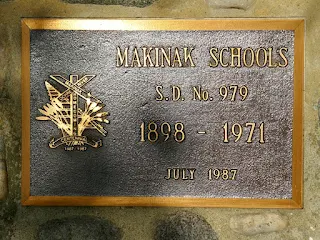 MAKINAK SCHOOLS
S.D. No. 979
1898 - 1971
JULY 1987